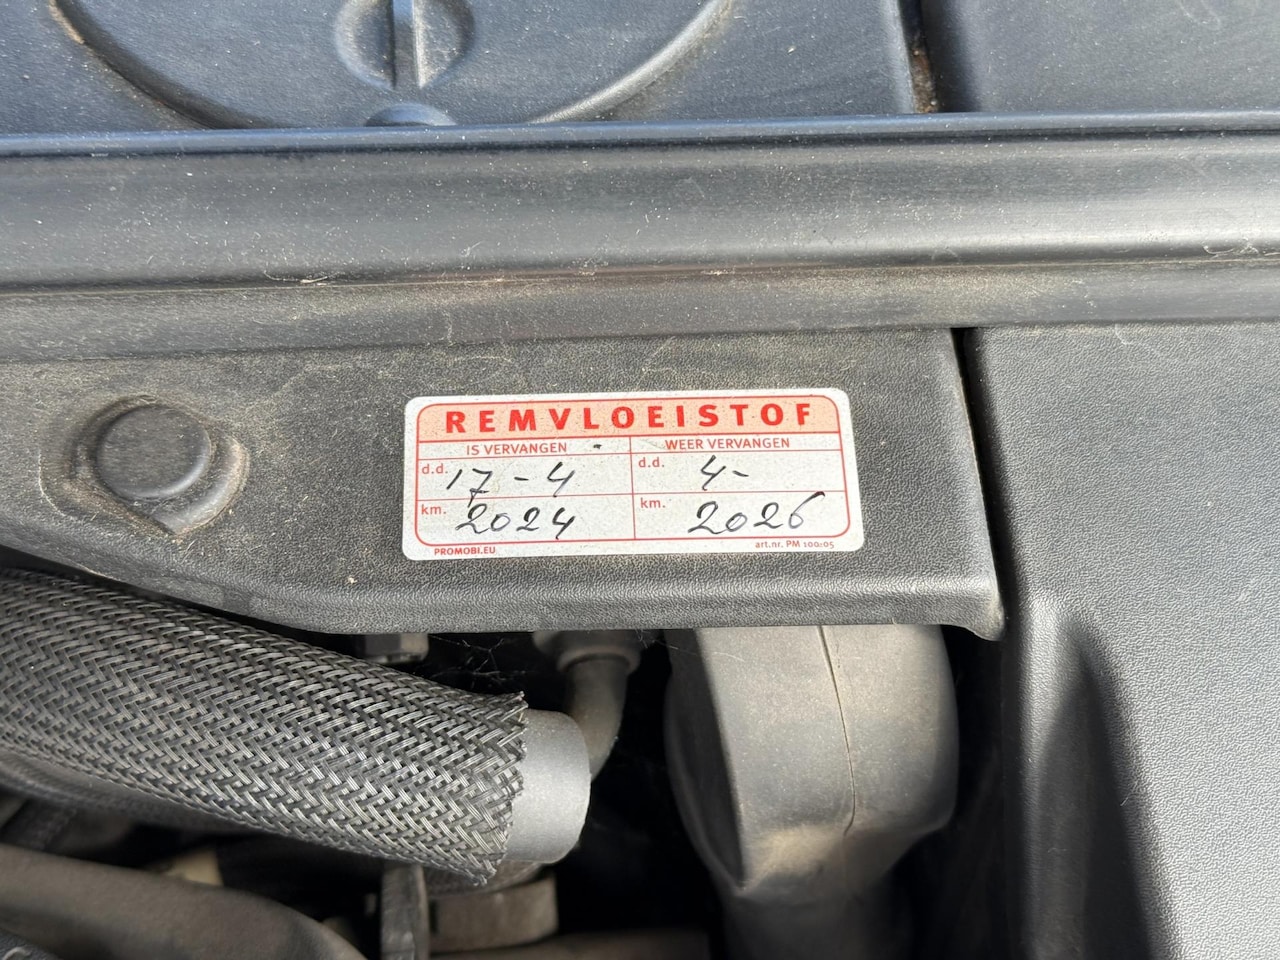 REMVLOEISTOF
IS VERVANGEN WEER VERVANGEN
d.d. 17-4 d.d. 4-
km. 2024 km. 2026
PROMOBI.EU art.nr. PM 100:05